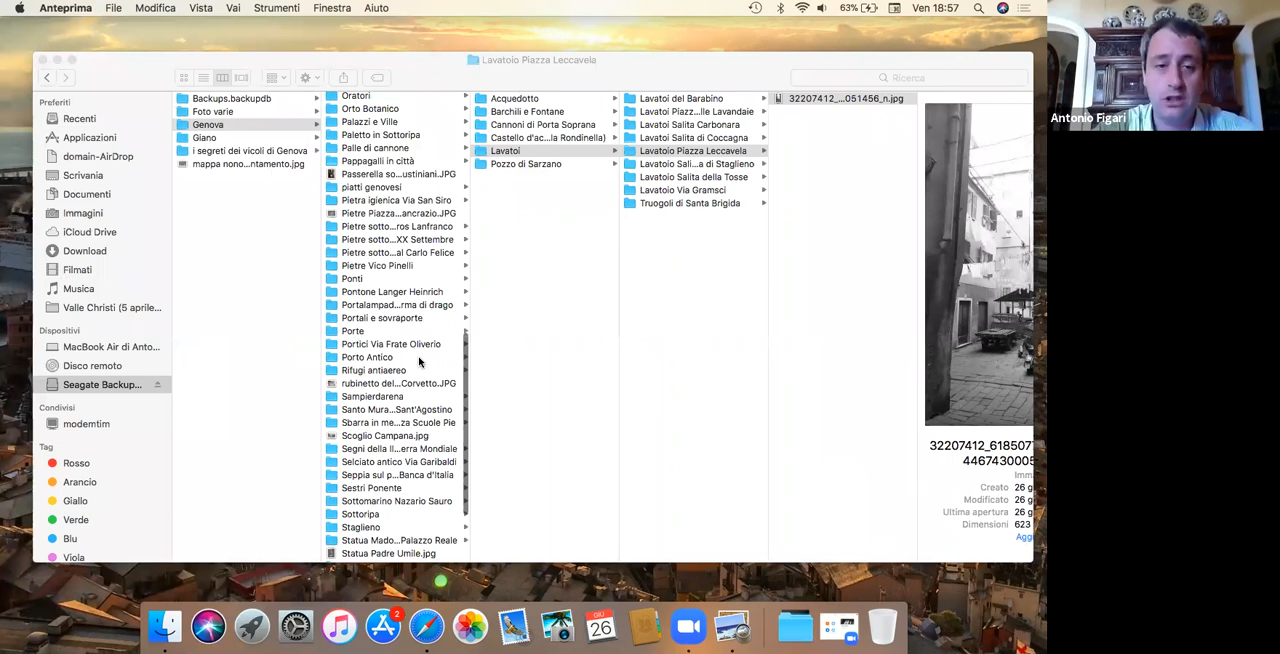 Anteprima File Modifica Vista Vai Strumenti Finestra Aiuto 63% Ven 18:57
Lavatoio Piazza Leccavela
Ricerca
Preferiti
Recenti
Applicazioni
domain-AirDrop
Scrivania
Documenti
Immagini
iCloud Drive
Download
Filmati
Musica
Valle Christi (5 aprile...
Dispositivi
MacBook Air di Anto...
Disco remoto
Seagate Backup...
Condivisi
modemtim
Tag
Rosso
Arancio
Giallo
Verde
Blu
Viola
Backups.backupdb
Foto varie
Genova
Giano
i segreti dei vicoli di Genova
mappa nono...ntamento.jpg
Oratori
Orto Botanico
Palazzi e Ville
Paletto in Sottoripa
Palle di cannone
Pappagalli in città
Passerella so...ustiniani.JPG
piatti genovesi
Pietra igienica Via San Siro
Pietre Piazza...ancrazio.JPG
Pietre sotto...ros Lanfranco
Pietre sotto...XX Settembre
Pietre sotto...al Carlo Felice
Pietre Vico Pinelli
Ponti
Pontone Langer Heinrich
Portalampad...rma di drago
Portali e sovraporte
Porte
Portici Via Frate Oliverio
Porto Antico
Rifugi antiaereo
rubinetto del...Corvetto.JPG
Sampierdarena
Santo Mura...Sant'Agostino
Sbarra in me...za Scuole Pie
Scoglio Campana.jpg
Segni della II...erra Mondiale
Selciato antico Via Garibaldi
Seppia sul p...Banca d'Italia
Sestri Ponente
Sottomarino Nazario Sauro
Sottoripa
Staglieno
Statua Mado...Palazzo Reale
Statua Padre Umile.jpg
Acquedotto
Barchili e Fontane
Cannoni di Porta Soprana
Castello d'ac...la Rondinella)
Lavatoi
Pozzo di Sarzano
Lavatoi del Barabino
Lavatoi Piazz...lle Lavandaie
Lavatoi Salita Carbonara
Lavatoi Salita di Coccagna
Lavatoio Piazza Leccavela
Lavatoio Sali...a di Staglieno
Lavatoio Salita della Tosse
Lavatoio Via Gramsci
Truogoli di Santa Brigida
32207412_...051456_n.jpg
32207412_618507
4467430005
Imm
Creato 26 g
Modificato 26 g
Ultima apertura 26 g
Dimensioni 623
Aggi
Antonio Figari
2
GIU
26